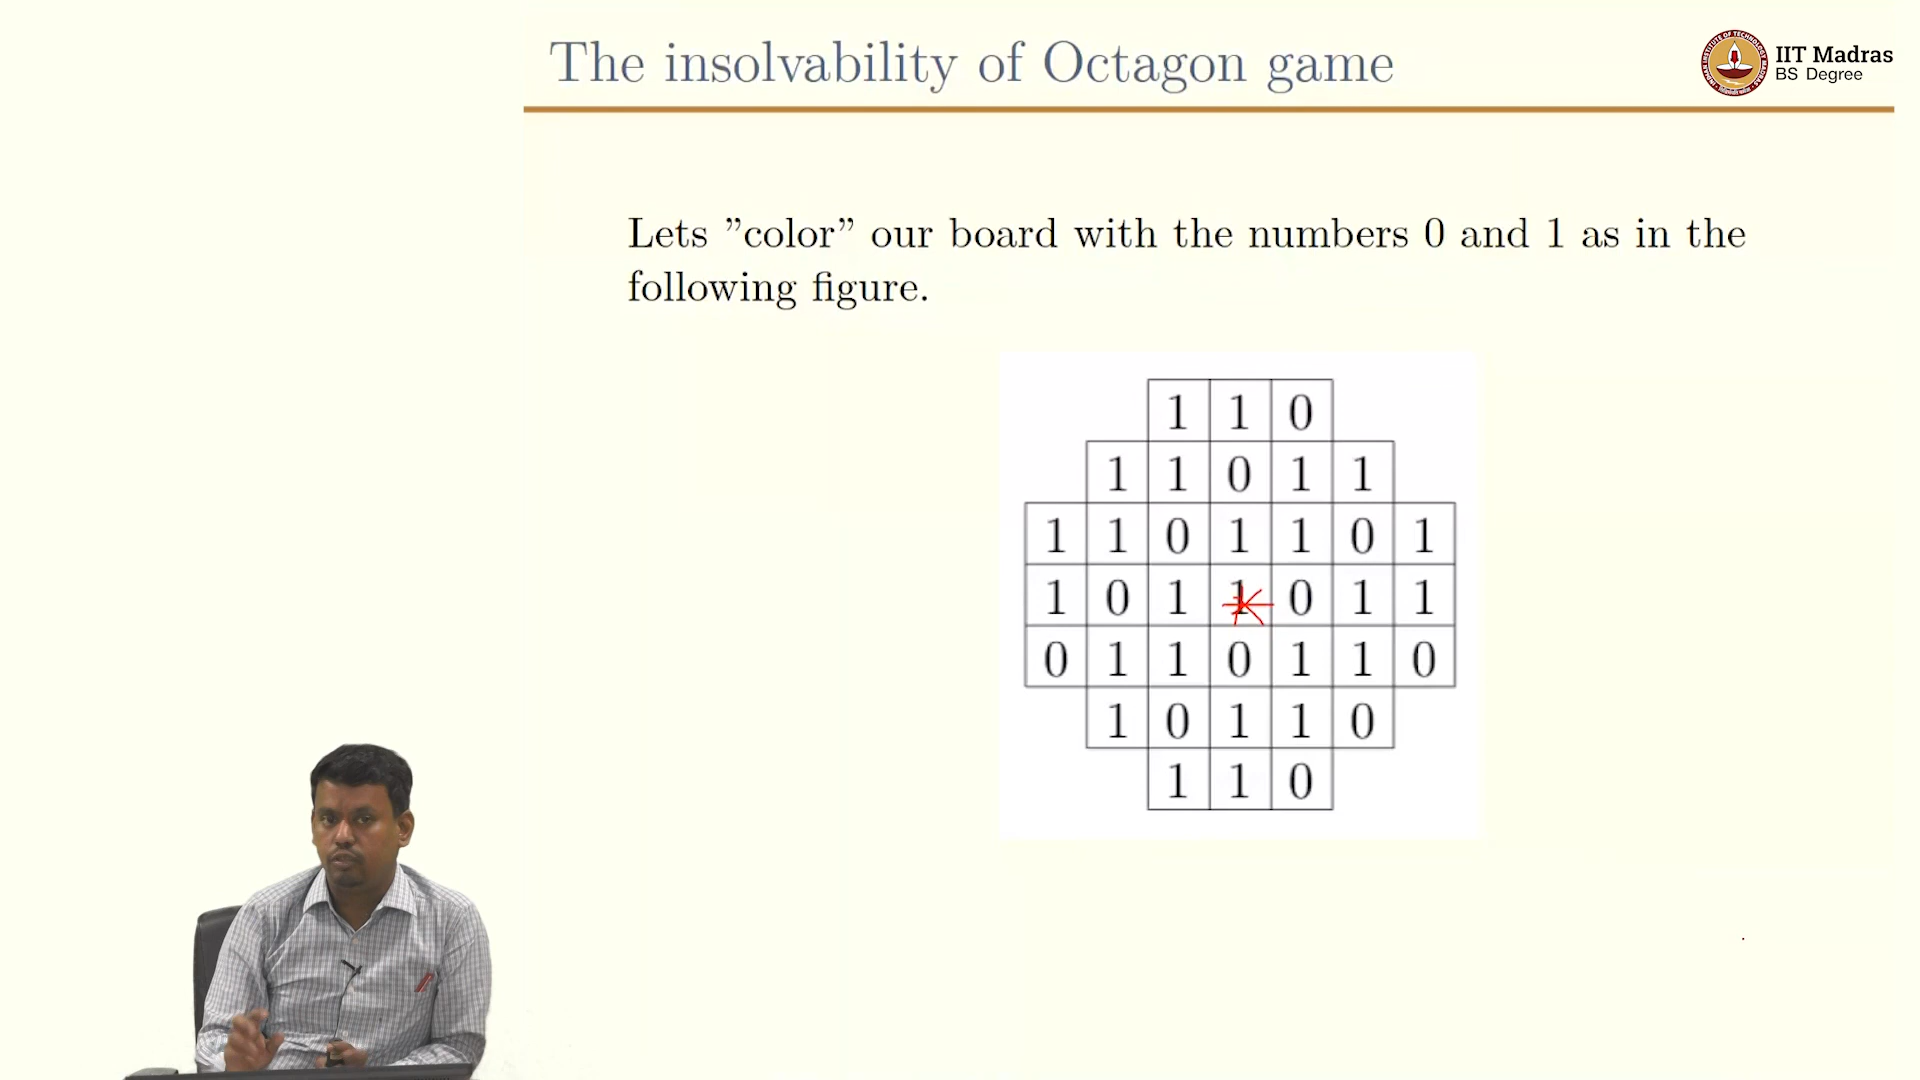 The insolvability of Octagon game
IIT Madras
BS Degree
Lets ”color” our board with the numbers 0 and 1 as in the
following figure.
1 1 0
1 1 0 1 1
1 1 0 1 1 0 1
1 0 1 1 0 1 1
0 1 1 0 1 1 0
1 0 1 1 0
1 1 0